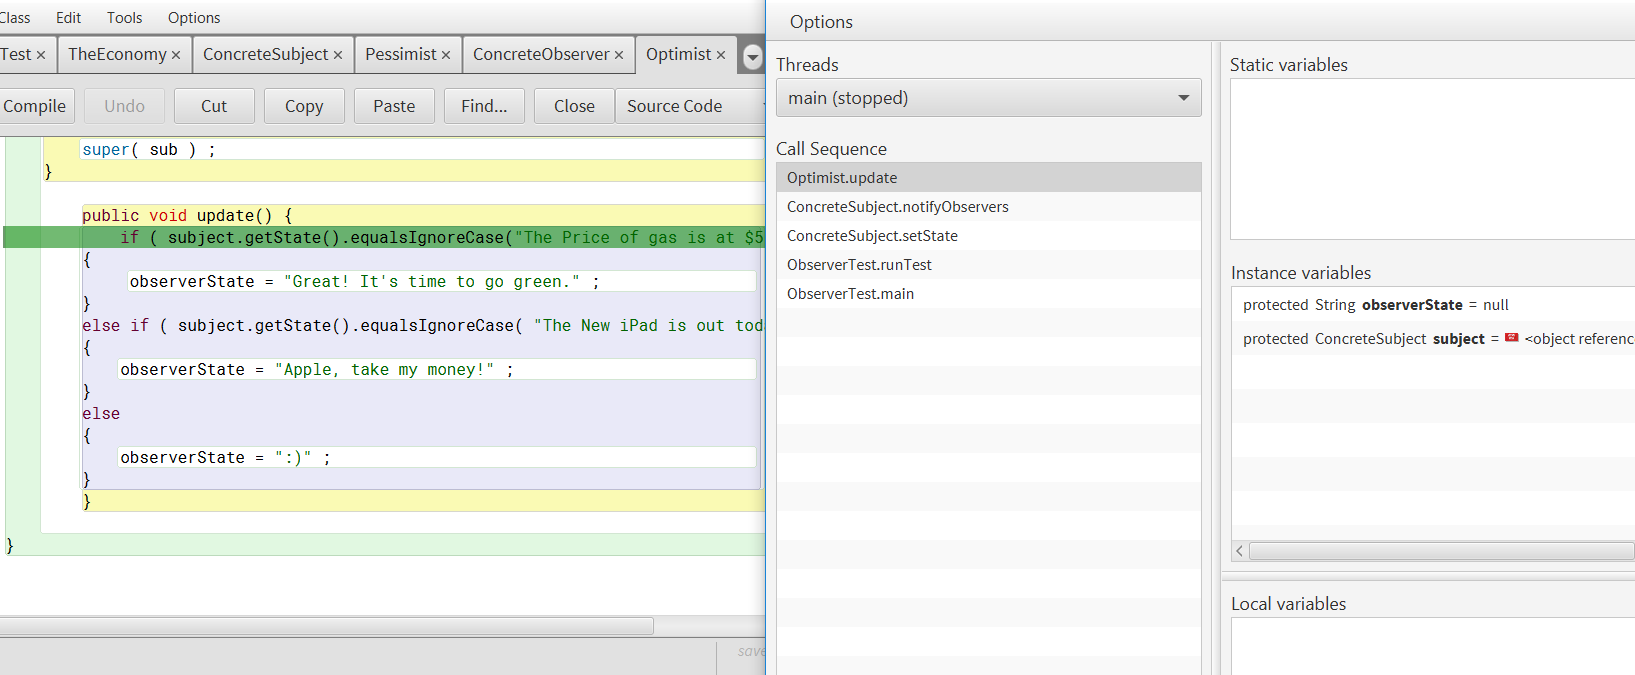 Class Edit Tools Options
Test × TheEconomy × ConcreteSubject × Pessimist × ConcreteObserver × Optimist ×
Compile Undo Cut Copy Paste Find... Close Source Code
super( sub ) ;
}
public void update() {
if ( subject.getState().equalsIgnoreCase("The Price of gas is at $5
{
observerState = "Great! It's time to go green." ;
}
else if ( subject.getState().equalsIgnoreCase( "The New iPad is out tod
{
observerState = "Apple, take my money!" ;
}
else
{
observerState = ":)" ;
}
}
}
save
Options
Threads
main (stopped)
Call Sequence
Optimist.update
ConcreteSubject.notifyObservers
ConcreteSubject.setState
ObserverTest.runTest
ObserverTest.main
Static variables
Instance variables
protected String observerState = null
protected ConcreteSubject subject = <object referenc
Local variables